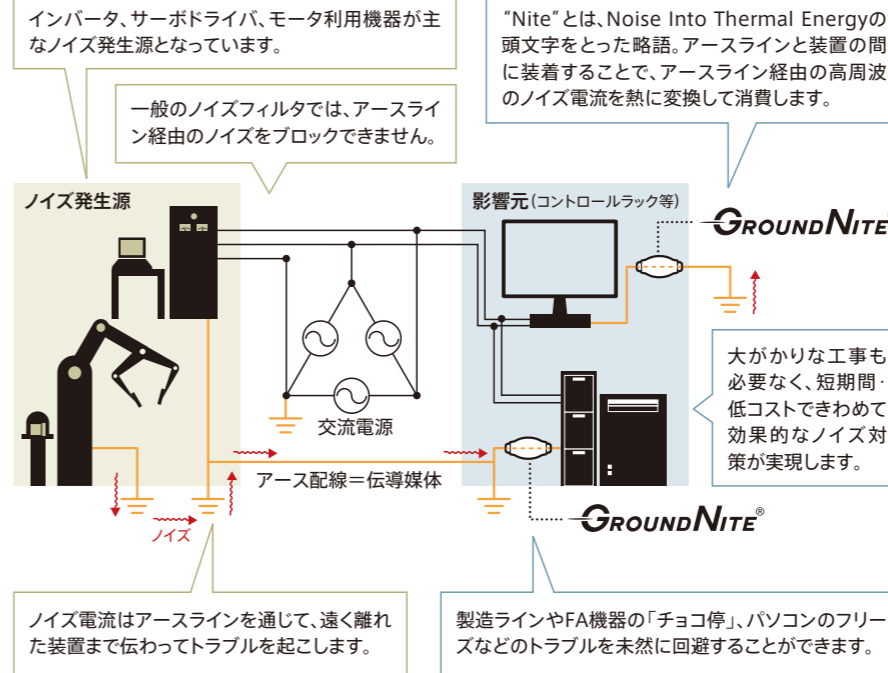 インバータ、サーボドライバ、モータ利用機器が主
なノイズ発生源となっています。
“Nite”とは、Noise Into Thermal Energyの
頭文字をとった略語。アースラインと装置の間
に装着することで、アースライン経由の高周波
のノイズ電流を熱に変換して消費します。
一般のノイズフィルタでは、アースライ
ン経由のノイズをブロックできません。
ノイズ発生源
影響元(コントロールラック等)
GROUNDNITE
大がかりな工事も
必要なく、短期間・
低コストできわめて
効果的なノイズ対
策が実現します。
交流電源
アース配線＝伝導媒体
ノイズ
GROUNDNITE®
ノイズ電流はアースラインを通じて、遠く離れ
た装置まで伝わってトラブルを起こします。
製造ラインやFA機器の「チョコ停」、パソコンのフリー
ズなどのトラブルを未然に回避することができます。